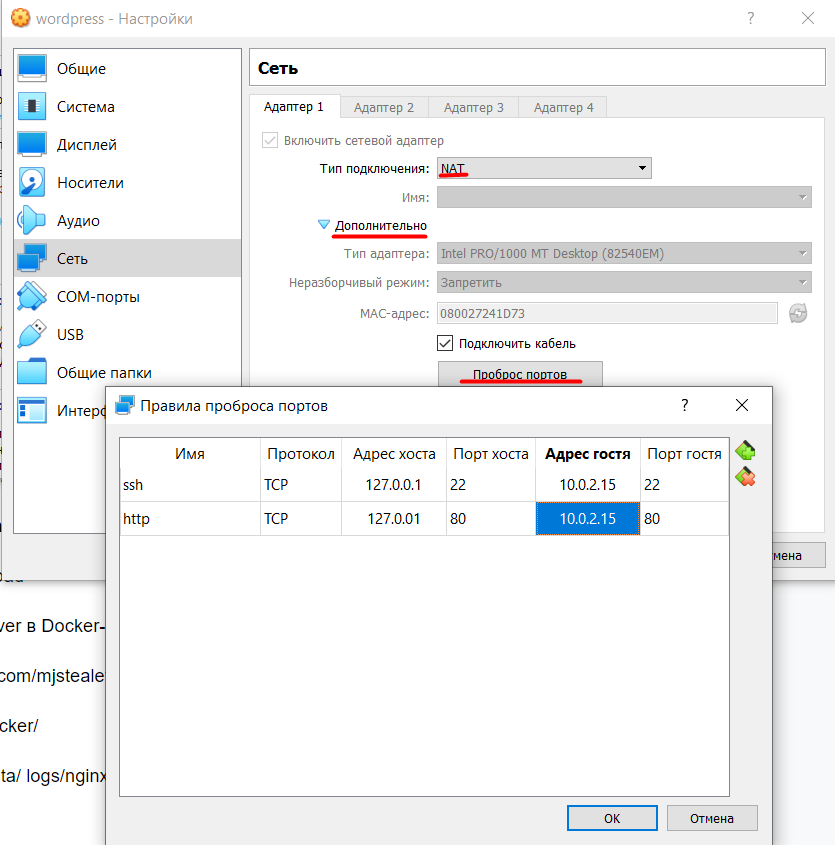 wordpress - Настройки
?
Общие
Система
Дисплей
Носители
Аудио
Сеть
COM-порты
USB
Общие папки
Сеть
Адаптер 1 Адаптер 2 Адаптер 3 Адаптер 4
Включить сетевой адаптер
Тип подключения: NAT
Имя:
Дополнительно
Тип адаптера: Intel PRO/1000 MT Desktop (82540EM)
Неразборчивый режим: Запретить
MAC-адрес: 080027241D73
Подключить кабель
Проброс портов
Правила проброса портов ?
Имя Протокол Адрес хоста Порт хоста Адрес гостя Порт гостя
ssh TCP 127.0.0.1 22 10.0.2.15 22
http TCP 127.0.01 80 10.0.2.15 80
ver в Docker-
com/mjsteale
cker/
ta/ logs/nginx
OK Отмена